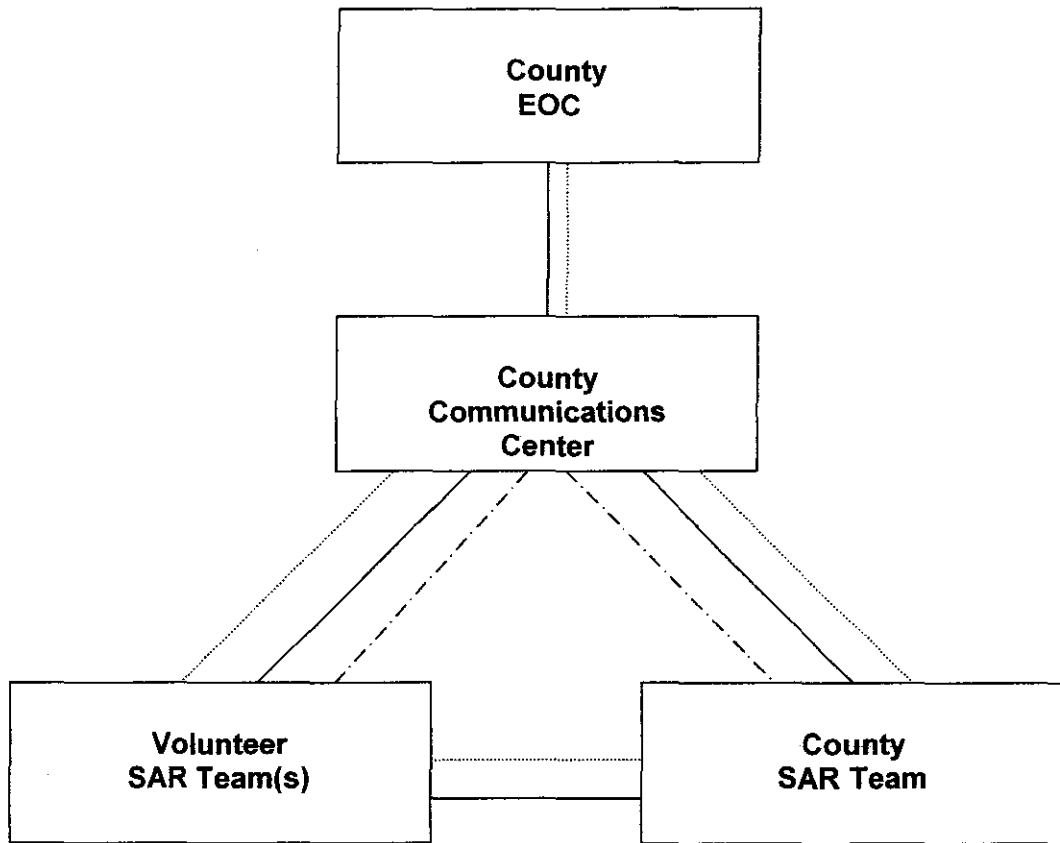 County
EOC
County
Communications
Center
Volunteer
SAR Team(s)
County
SAR Team